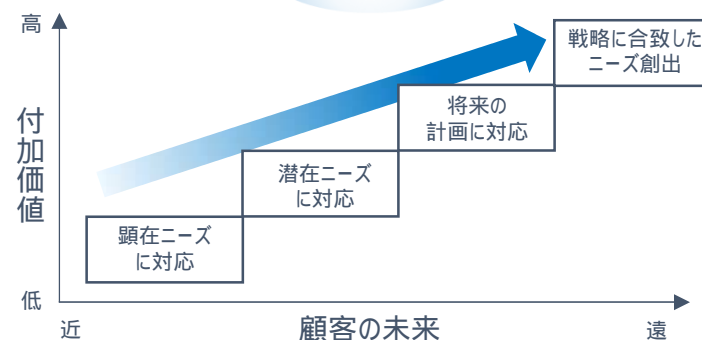 高
戦略に合致した
ニーズ創出
将来の
計画に対応
付加価値
潜在ニーズ
に対応
顕在ニーズ
に対応
低
近
顧客の未来
遠